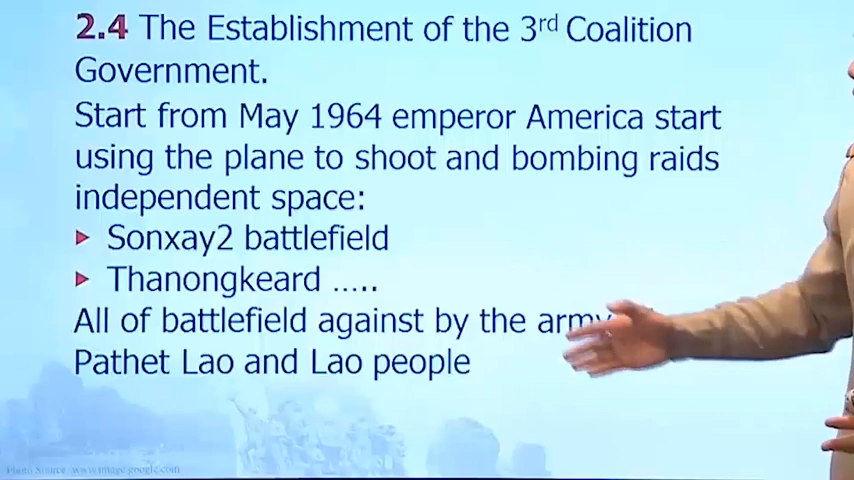 2.4 The Establishment of the 3rd Coalition
Government.
Start from May 1964 emperor America start
using the plane to shoot and bombing raids
independent space:
Sonxay2 battlefield
Thanongkeard .....
All of battlefield against by the army
Pathet Lao and Lao people
Photo Source: www.image.google.com